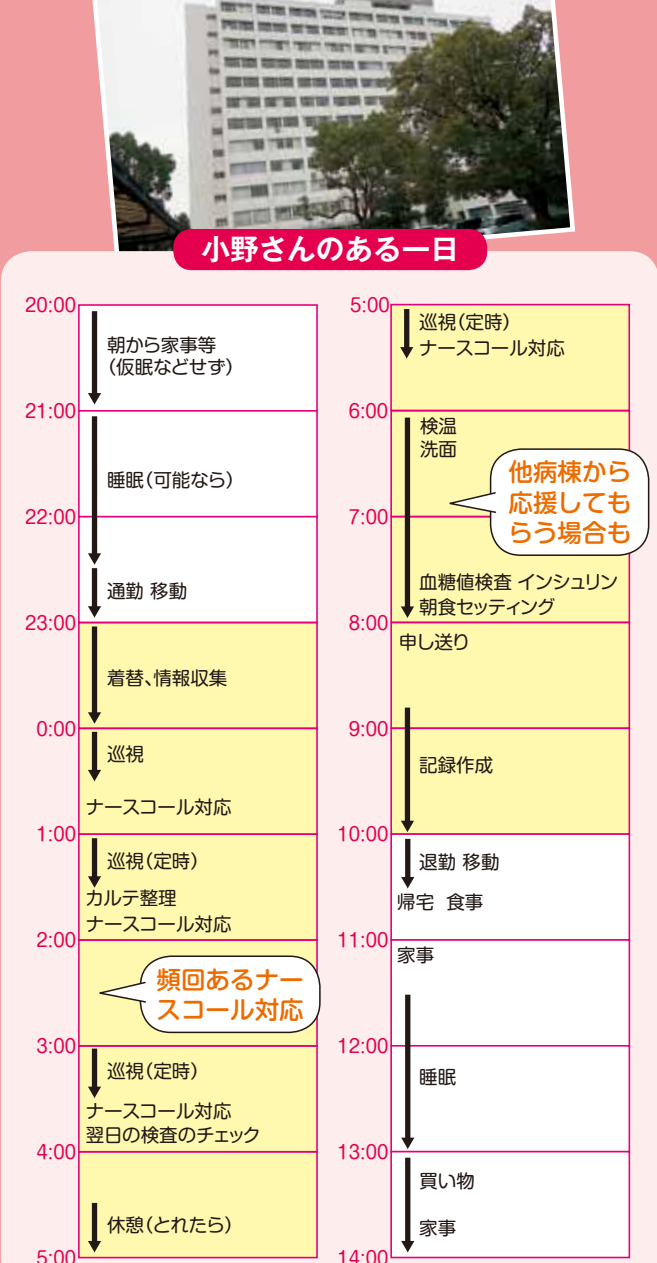 小野さんのある一日
20:00
朝から家事等
（仮眠などせず）
21:00
睡眠（可能なら）
22:00
通勤 移動
23:00
着替、情報収集
0:00
巡視
ナースコール対応
1:00
巡視（定時）
カルテ整理
ナースコール対応
2:00
頻回あるナー
スコール対応
3:00
巡視（定時）
ナースコール対応
翌日の検査のチェック
4:00
休憩（とれたら）
5:00
5:00
巡視（定時）
ナースコール対応
6:00
検温
洗面
他病棟から
応援しても
らう場合も
7:00
血糖値検査 インシュリン
朝食セッティング
8:00
申し送り
9:00
記録作成
10:00
退勤 移動
帰宅 食事
11:00
家事
12:00
睡眠
13:00
買い物
家事
14:00